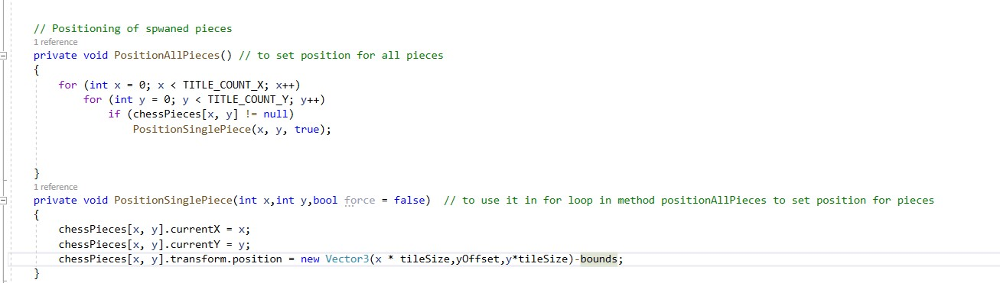 // Positioning of spwaned pieces
1 reference
private void PositionAllPieces() // to set position for all pieces
{
for (int x = 0; x < TITLE_COUNT_X; x++)
for (int y = 0; y < TITLE_COUNT_Y; y++)
if (chessPieces[x, y] != null)
PositionSinglePiece(x, y, true);
}
1 reference
private void PositionSinglePiece(int x,int y,bool force = false)  // to use it in for loop in method positionAllPieces to set position for pieces
{
chessPieces[x, y].currentX = x;
chessPieces[x, y].currentY = y;
chessPieces[x, y].transform.position = new Vector3(x * tileSize,yOffset,y*tileSize)-bounds;
}